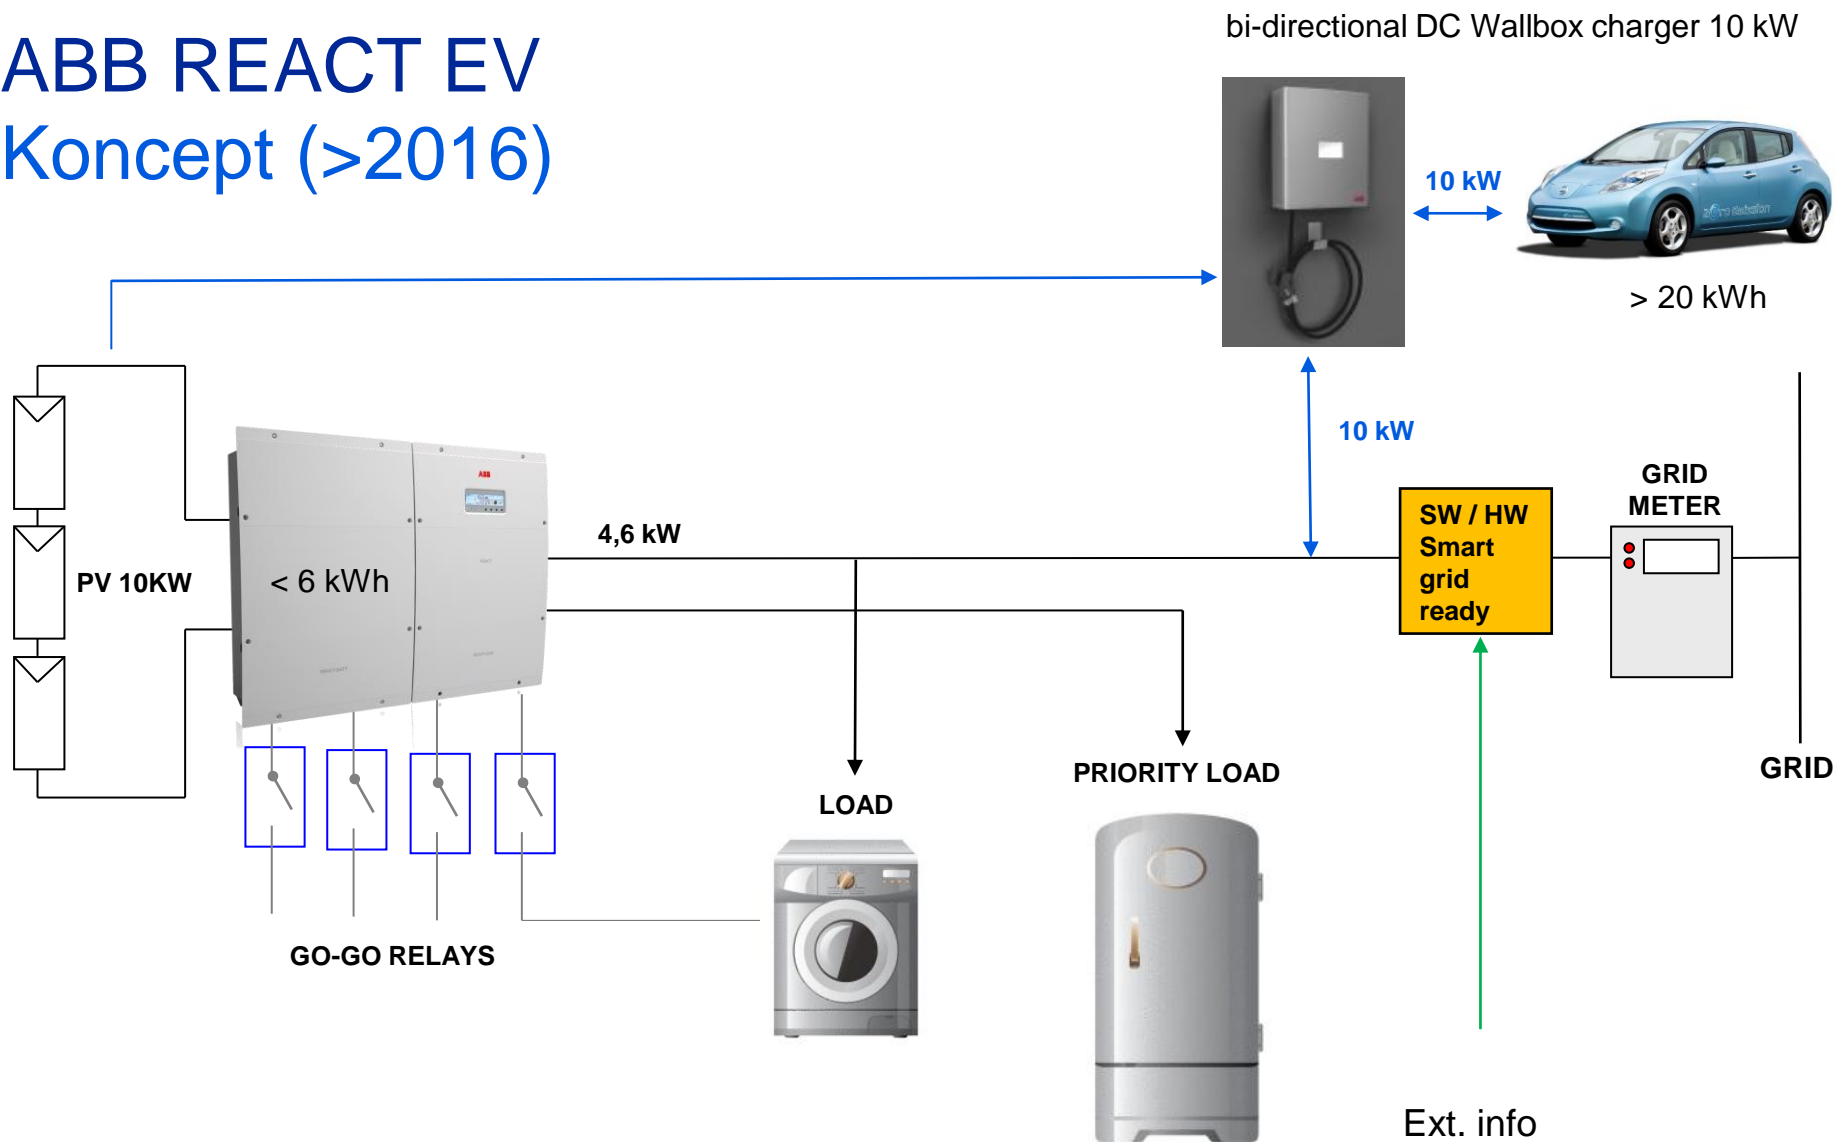 bi-directional DC Wallbox charger 10 kW
ABB REACT EV
Koncept (>2016)
10 kW
> 20 kWh
10 kW
GRID
METER
SW / HW
Smart
grid
ready
ABB
4,6 kW
PV 10KW
< 6 kWh
PRIORITY LOAD
GRID
LOAD
GO-GO RELAYS
Ext. info